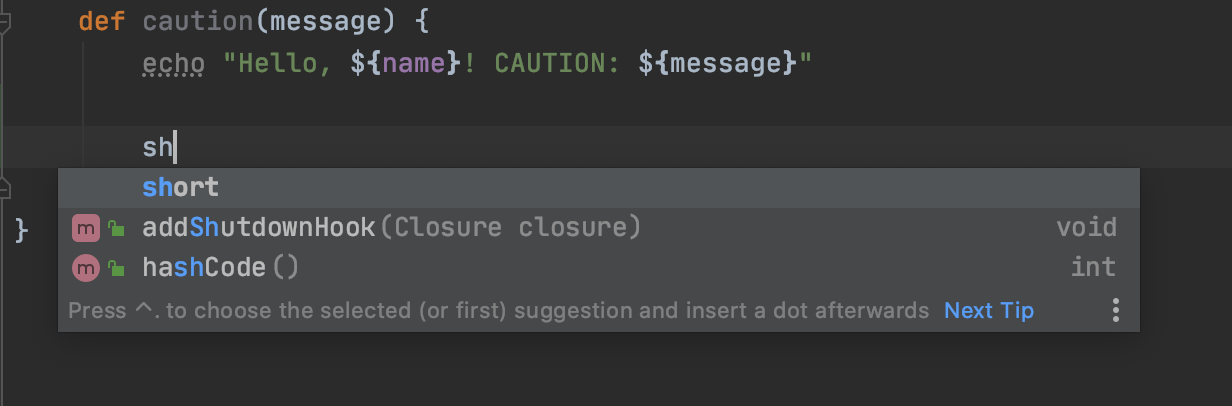 def caution(message) {
echo "Hello, ${name}! CAUTION: ${message}"
sh
short
m addShutdownHook(Closure closure) void
}
m hashCode() int
Press ^. to choose the selected (or first) suggestion and insert a dot afterwards Next Tip